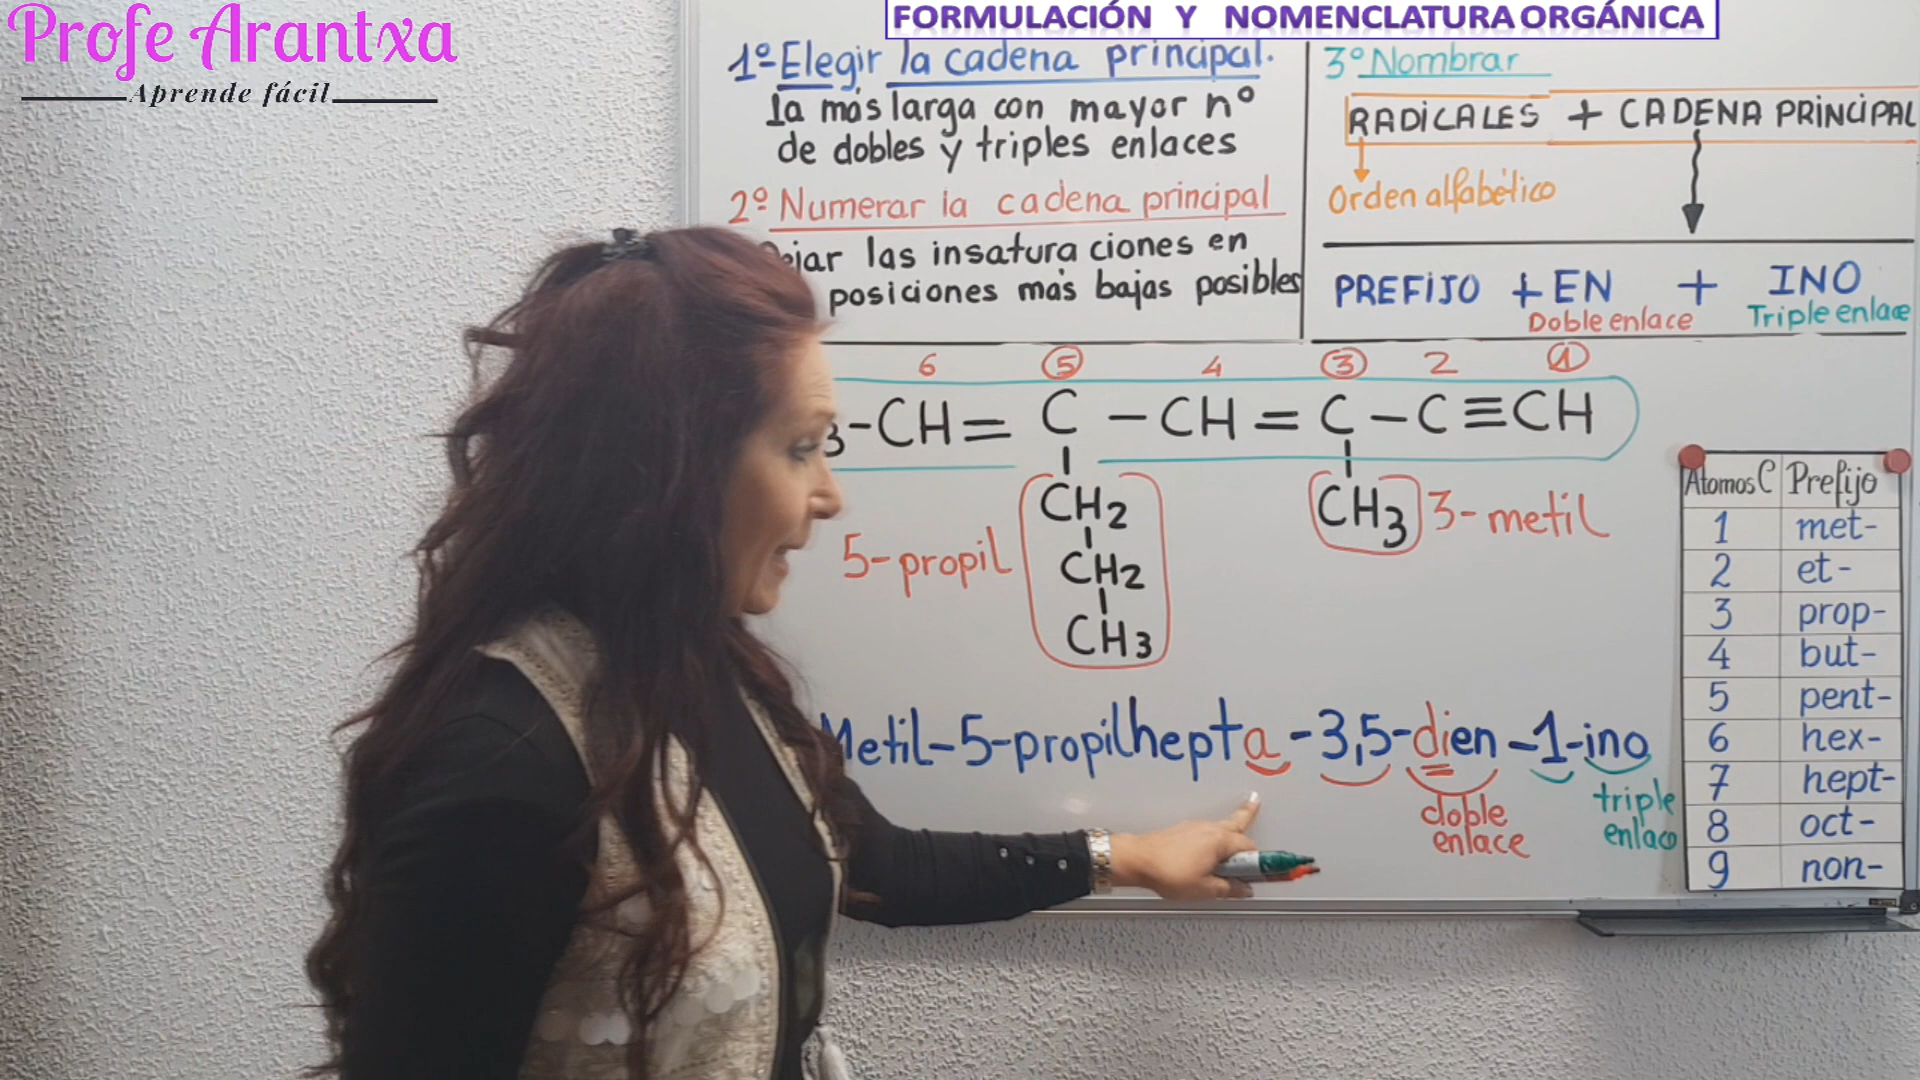 Profe Arantxa
Aprende fácil
FORMULACIÓN Y NOMENCLATURA ORGÁNICA
1º Elegir la cadena principal.
la más larga con mayor nº
de dobles y triples enlaces
2º Numerar la cadena principal
ejar las insatura ciones en
posiciones más bajas posibles
3º Nombrar
RADICALES + CADENA PRINCIPAL
Orden alfabético
PREFIJO + EN + INO
Doble enlace Triple enlace
6 5 4 3 2 1
3-CH=C-CH=C-C≡CH
CH2
CH2
CH3
5-propil
CH3
3-metil
Metil-5-propilhepta-3,5-dien-1-ino
doble
enlace
triple
enlace
Atomos C Prefijo
1 met-
2 et-
3 prop-
4 but-
5 pent-
6 hex-
7 hept-
8 oct-
9 non-